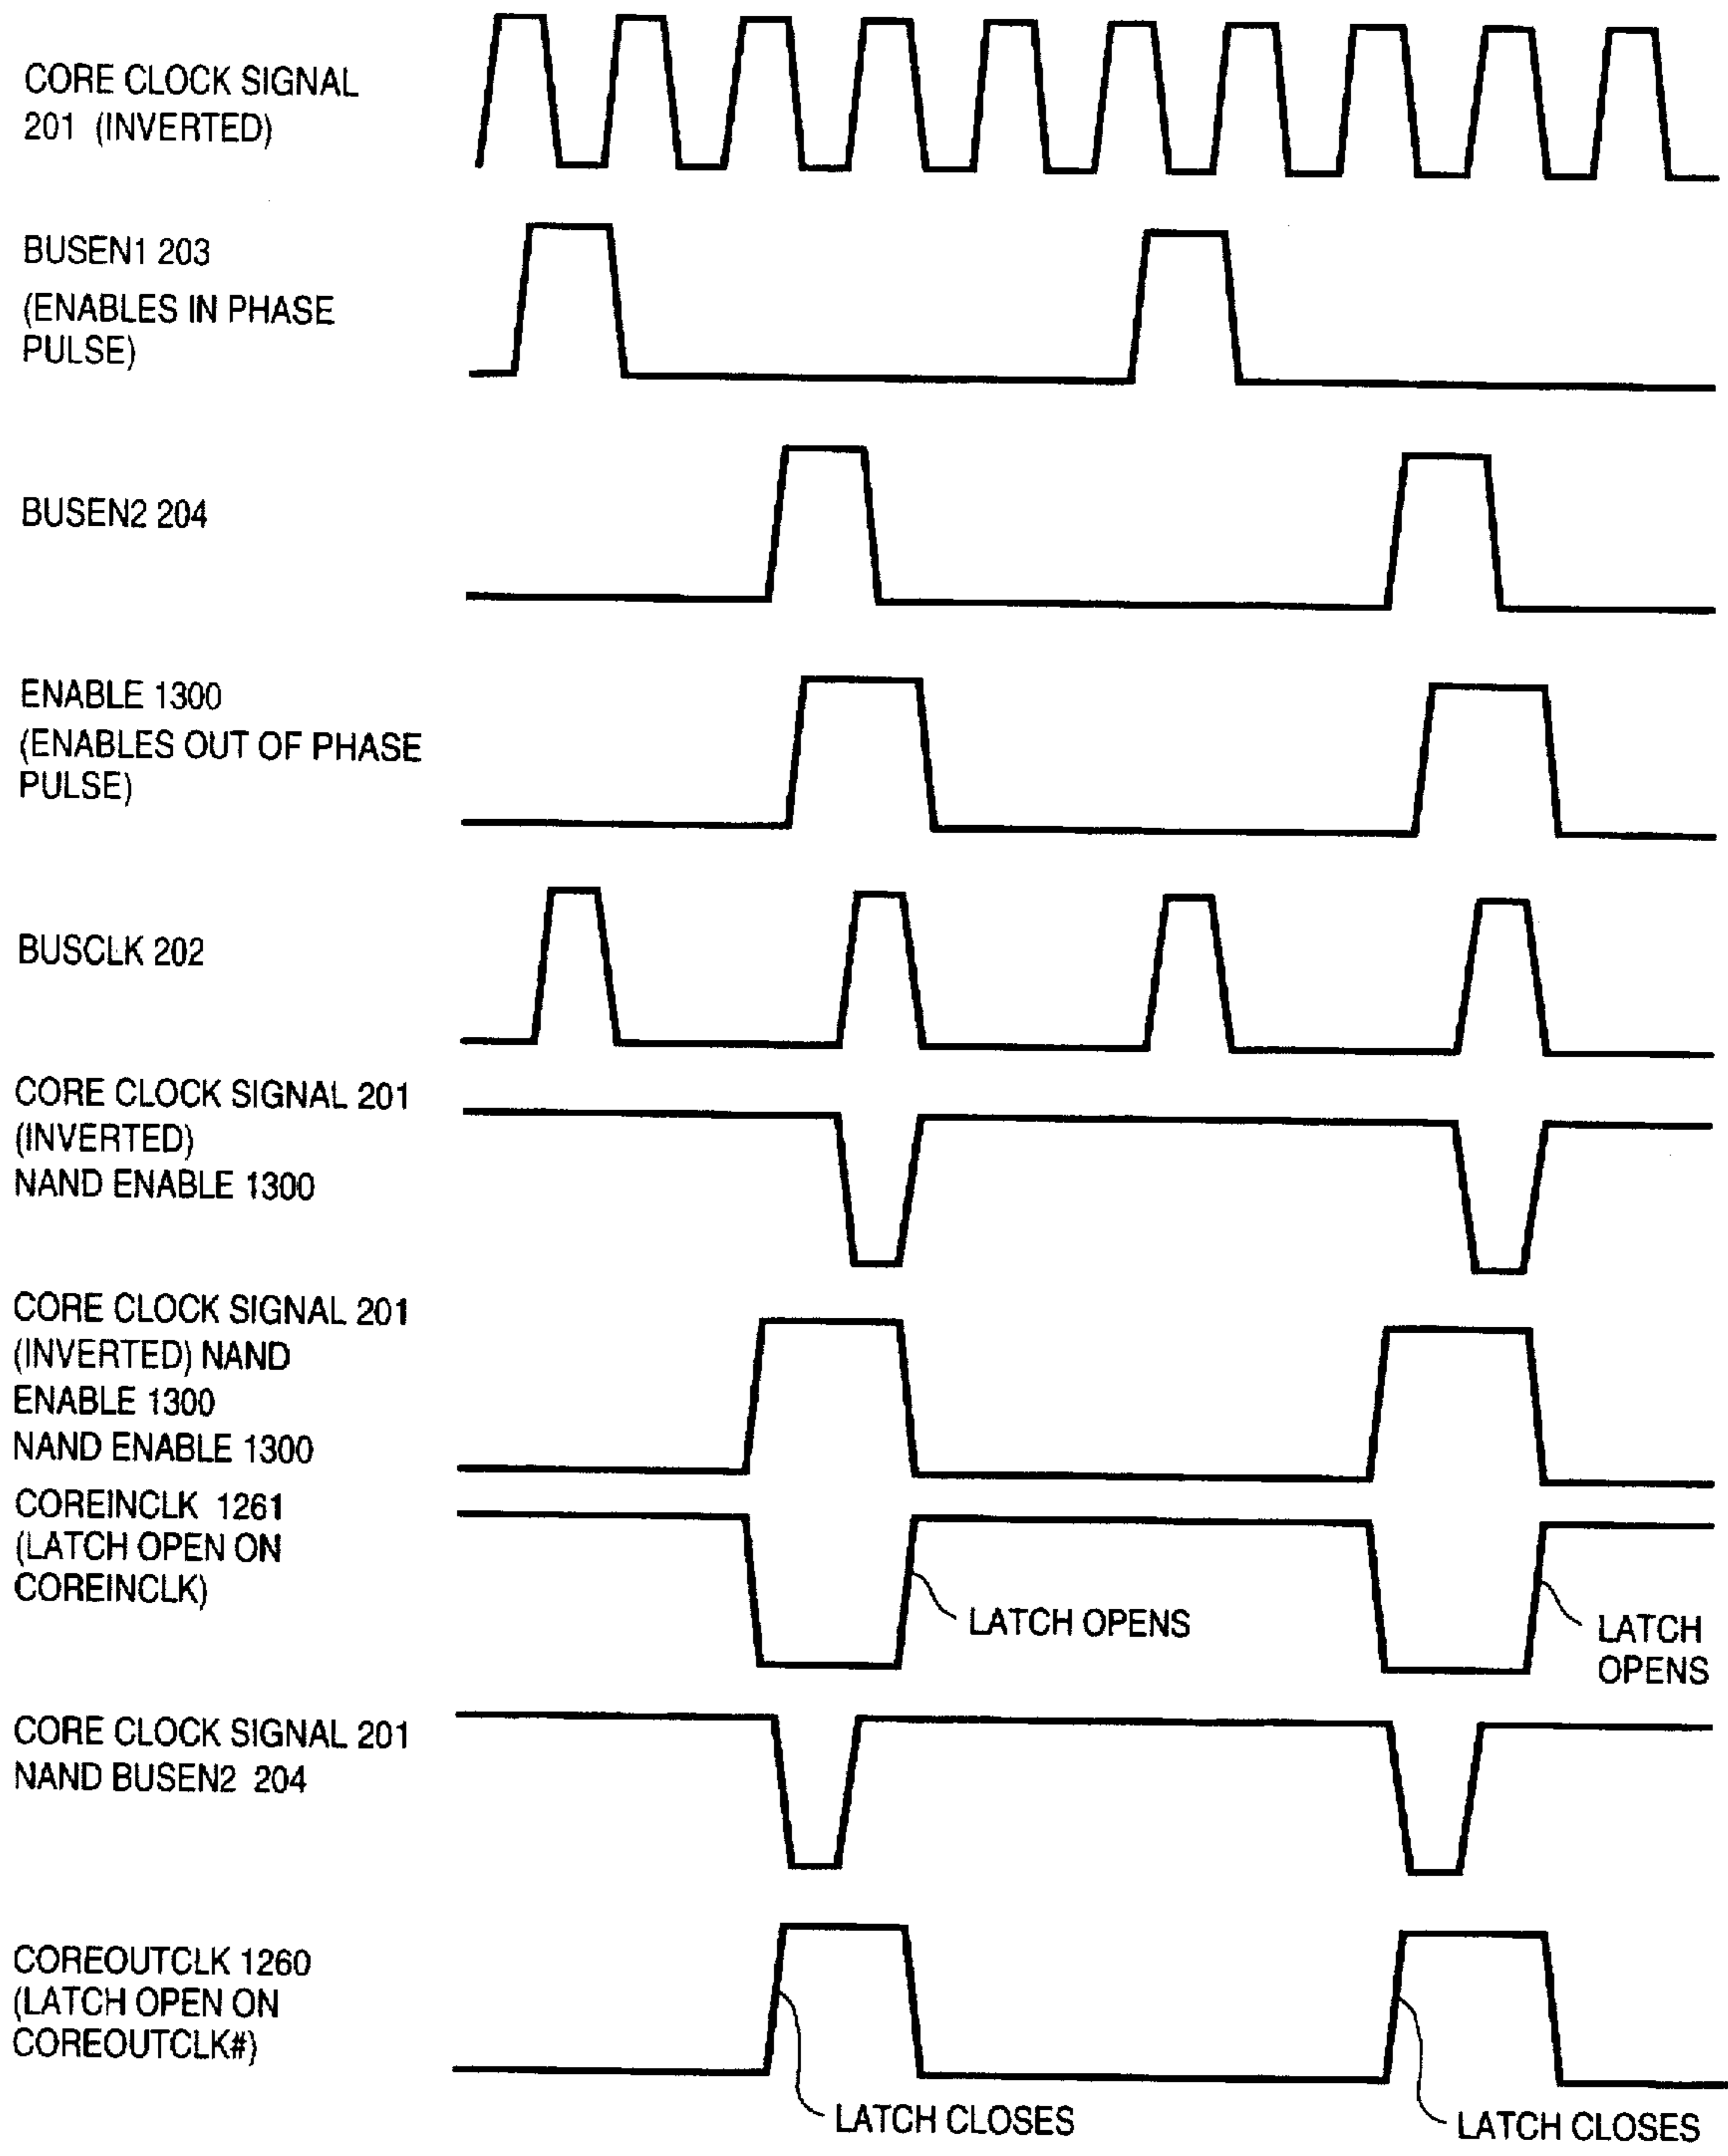 CORE CLOCK SIGNAL
201 (INVERTED)
BUSEN1 203
(ENABLES IN PHASE
PULSE)
BUSEN2 204
ENABLE 1300
(ENABLES OUT OF PHASE
PULSE)
BUSCLK 202
CORE CLOCK SIGNAL 201
(INVERTED)
NAND ENABLE 1300
CORE CLOCK SIGNAL 201
(INVERTED) NAND
ENABLE 1300
NAND ENABLE 1300
COREINCLK 1261
(LATCH OPEN ON
COREINCLK)
LATCH OPENS
LATCH
OPENS
CORE CLOCK SIGNAL 201
NAND BUSEN2 204
COREOUTCLK 1260
(LATCH OPEN ON
COREOUTCLK#)
LATCH CLOSES
LATCH CLOSES